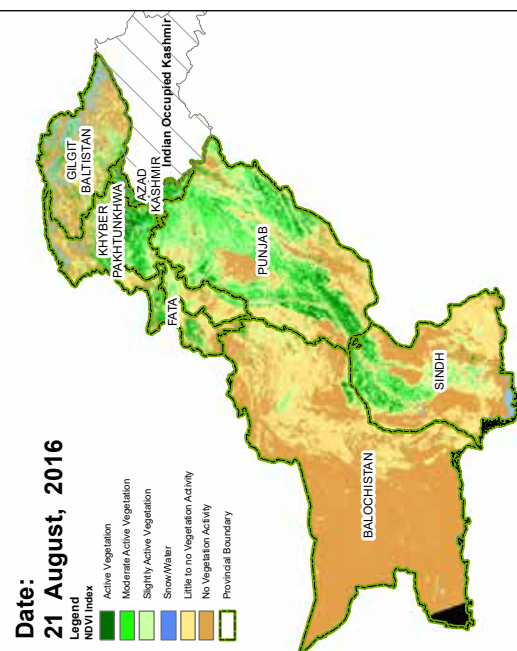 Date:
21 August, 2016
Legend
NDVI Index
Active Vegetation
Moderate Active Vegetation
Slightly Active Vegetation
Snow/Water
Little to no Vegetation Activity
No Vegetation Activity
Provincial Boundary
GILGIT
BALTISTAN
KHYBER
PAKHTUNKHWA
AZAD
KASHMIR
Indian Occupied Kashmir
FATA
PUNJAB
BALOCHISTAN
SINDH